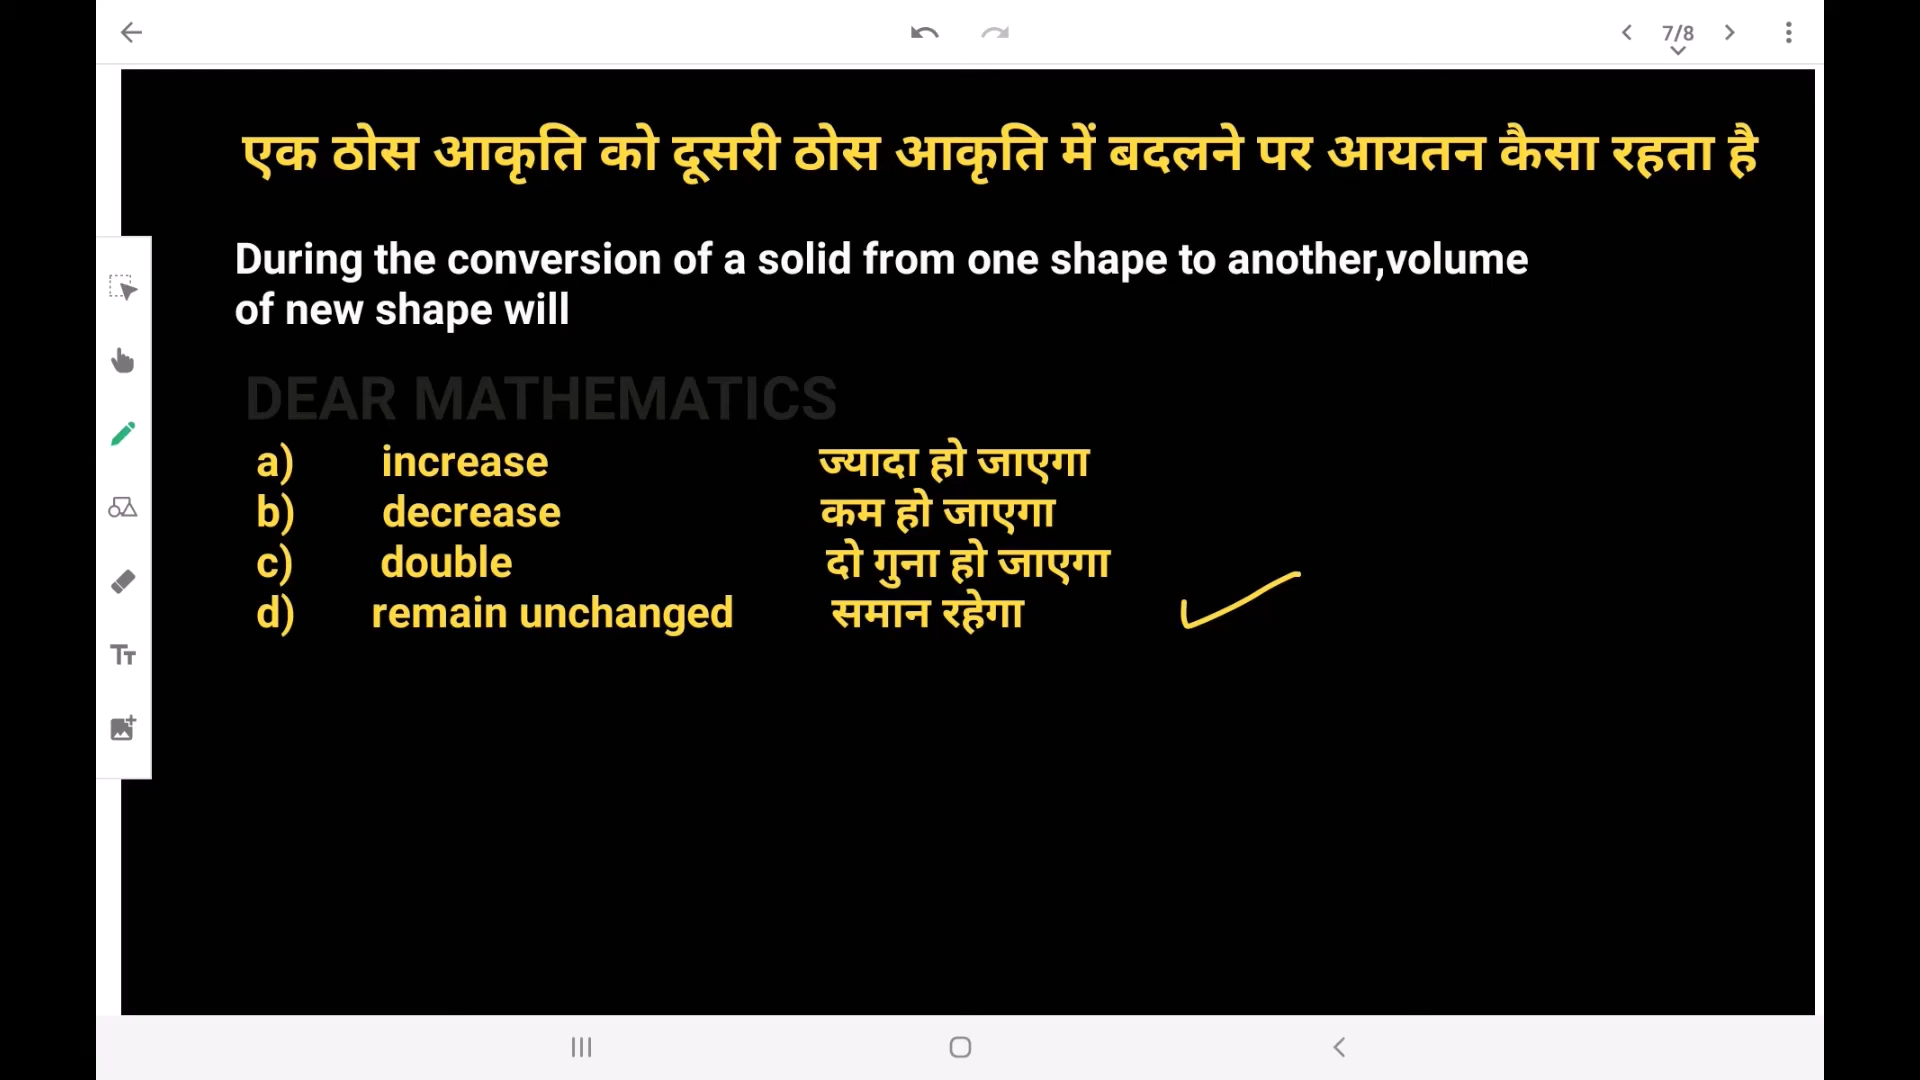 7/8
एक ठोस आकृति को दूसरी ठोस आकृति में बदलने पर आयतन कैसा रहता है
During the conversion of a solid from one shape to another,volume
of new shape will
DEAR MATHEMATICS
a) increase ज्यादा हो जाएगा
b) decrease कम हो जाएगा
c) double दो गुना हो जाएगा
d) remain unchanged समान रहेगा
Tт